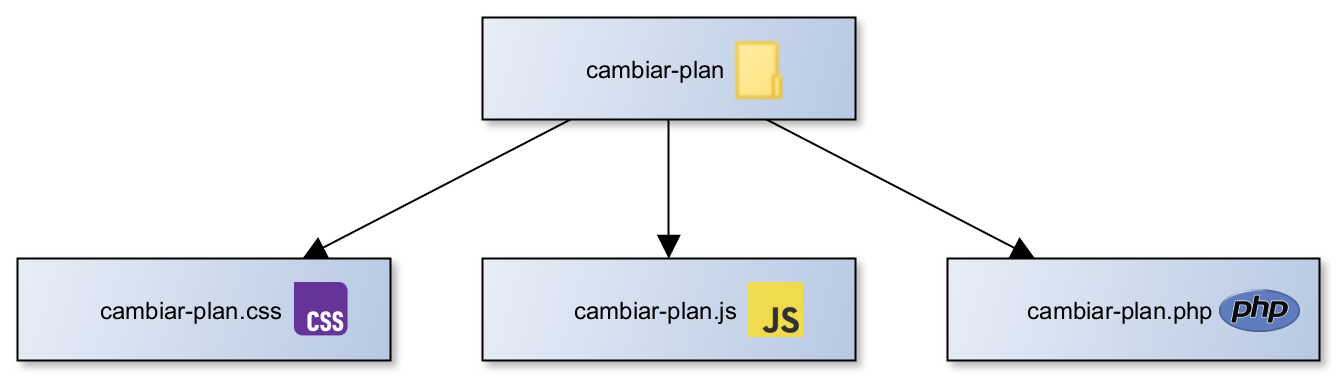 cambiar-plan
cambiar-plan.css CSS
cambiar-plan.js JS
cambiar-plan.php php